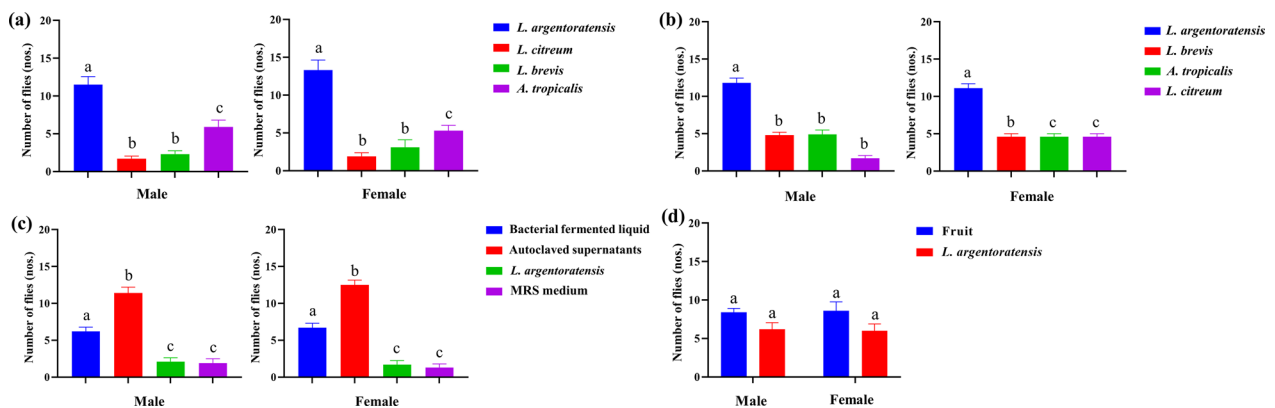 (a)
Number of flies (nos.)
20
15
10
5
0
a
b
b
c
Male
Number of flies (nos.)
20
15
10
5
0
a
b
b
c
Female
L. argentoratensis
L. citreum
L. brevis
A. tropicalis
(b)
Number of flies (nos.)
20
15
10
5
0
a
b
b
b
Male
Number of flies (nos.)
20
15
10
5
0
a
b
c
c
Female
L. argentoratensis
L. brevis
A. tropicalis
L. citreum
(c)
Number of flies (nos.)
20
15
10
5
0
a
b
c
c
Male
Number of flies (nos.)
20
15
10
5
0
a
b
c
c
Female
Bacterial fermented liquid
Autoclaved supernatants
L. argentoratensis
MRS medium
(d)
Number of flies (nos.)
20
15
10
5
0
a
a
a
a
Male
Female
Fruit
L. argentoratensis